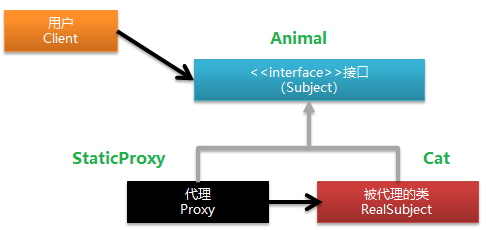 用户
Client
Animal
<<interface>>接口
(Subject)
StaticProxy
Cat
代理
Proxy
被代理的类
RealSubject